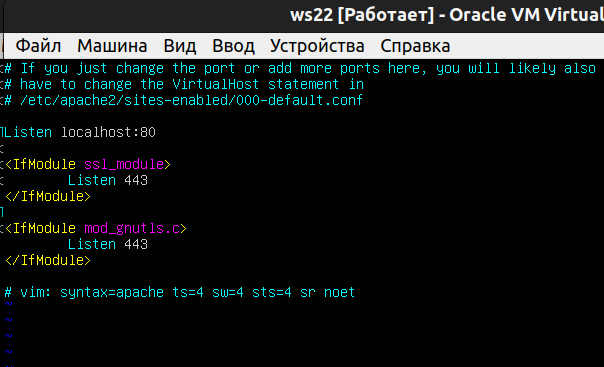 ws22 [Работает] - Oracle VM Virtual
Файл Машина Вид Ввод Устройства Справка
# If you just change the port or add more ports here, you will likely also
# have to change the VirtualHost statement in
# /etc/apache2/sites-enabled/000-default.conf
Listen localhost:80
<IfModule ssl_module>
Listen 443
</IfModule>
<IfModule mod_gnutls.c>
Listen 443
</IfModule>
# vim: syntax=apache ts=4 sw=4 sts=4 sr noet
~
~
~
~